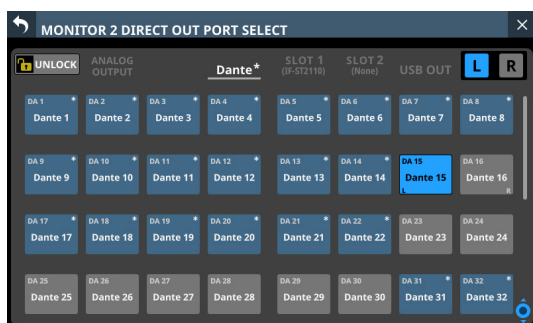 MONITOR 2 DIRECT OUT PORT SELECT
UNLOCK
ANALOG
OUTPUT
Dante*
SLOT 1
(IF-ST2110)
SLOT 2
(None)
USB OUT
L
R
DA 1 *
Dante 1
DA 2 *
Dante 2
DA 3 *
Dante 3
DA 4 *
Dante 4
DA 5 *
Dante 5
DA 6 *
Dante 6
DA 7 *
Dante 7
DA 8 *
Dante 8
DA 9 *
Dante 9
DA 10 *
Dante 10
DA 11 *
Dante 11
DA 12 *
Dante 12
DA 13 *
Dante 13
DA 14 *
Dante 14
DA 15
Dante 15
L
DA 16
Dante 16
R
DA 17 *
Dante 17
DA 18 *
Dante 18
DA 19 *
Dante 19
DA 20 *
Dante 20
DA 21 *
Dante 21
DA 22 *
Dante 22
DA 23
Dante 23
DA 24
Dante 24
DA 25
Dante 25
DA 26
Dante 26
DA 27
Dante 27
DA 28
Dante 28
DA 29
Dante 29
DA 30
Dante 30
DA 31 *
Dante 31
DA 32 *
Dante 32